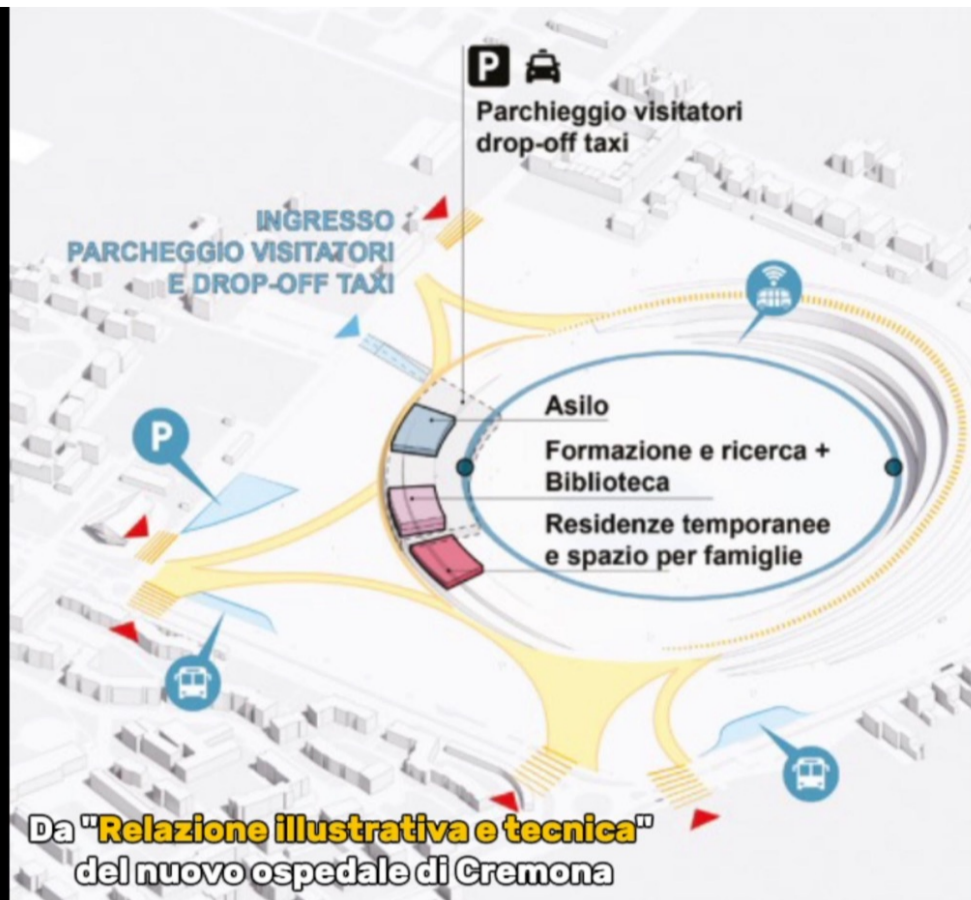 P
Parchieggio visitatori
drop-off taxi
INGRESSO
PARCHEGGIO VISITATORI
E DROP-OFF TAXI
Asilo
P
Formazione e ricerca +
Biblioteca
Residenze temporanee
e spazio per famiglie
Da "Relazione illustrativa e tecnica"
del nuovo ospedale di Cremona